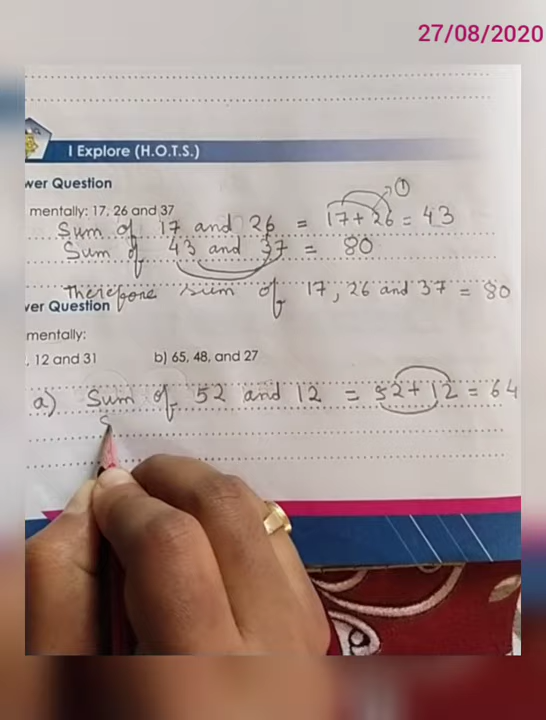 27/08/2020
I Explore (H.O.T.S.)
wer Question
mentally: 17, 26 and 37
Sum of 17 and 26 = 17 + 26 = 43
①
Sum of 43 and 37 = 80
Therefore sum of 17, 26 and 37 = 80
ver Question
mentally:
, 12 and 31 b) 65, 48, and 27
a) Sum of 52 and 12 = 52 + 12 = 64
S